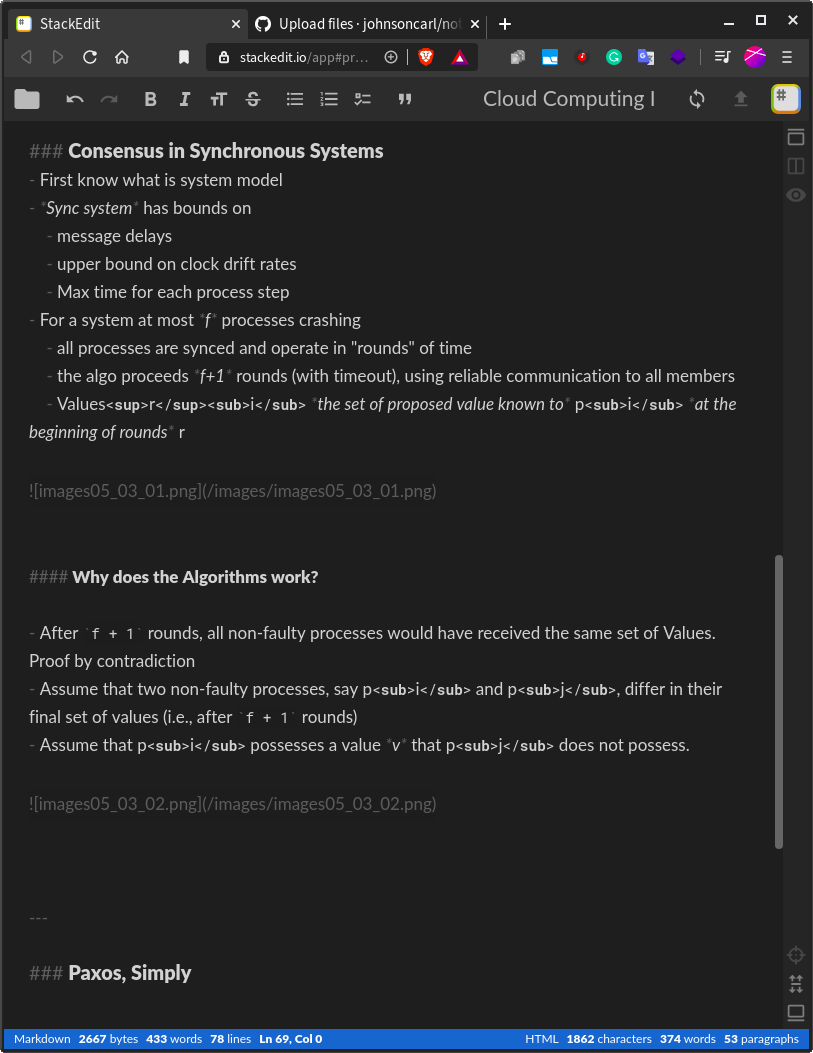 StackEdit
Upload files · johnsoncarl/not
stackedit.io/app#pr...
Cloud Computing I
### Consensus in Synchronous Systems
- First know what is system model
- *Sync system* has bounds on
- message delays
- upper bound on clock drift rates
- Max time for each process step
- For a system at most *f* processes crashing
- all processes are synced and operate in "rounds" of time
- the algo proceeds *f+1* rounds (with timeout), using reliable communication to all members
- Values<sup>r</sup><sub>i</sub> *the set of proposed value known to* p<sub>i</sub> *at the
beginning of rounds* r
![images05_03_01.png](/images/images05_03_01.png)
#### Why does the Algorithms work?
- After `f + 1` rounds, all non-faulty processes would have received the same set of Values.
Proof by contradiction
- Assume that two non-faulty processes, say p<sub>i</sub> and p<sub>j</sub>, differ in their
final set of values (i.e., after `f + 1` rounds)
- Assume that p<sub>i</sub> possesses a value *v* that p<sub>j</sub> does not possess.
![images05_03_02.png](/images/images05_03_02.png)
---
### Paxos, Simply
Markdown 2667 bytes 433 words 78 lines Ln 69, Col 0 HTML 1862 characters 374 words 53 paragraphs